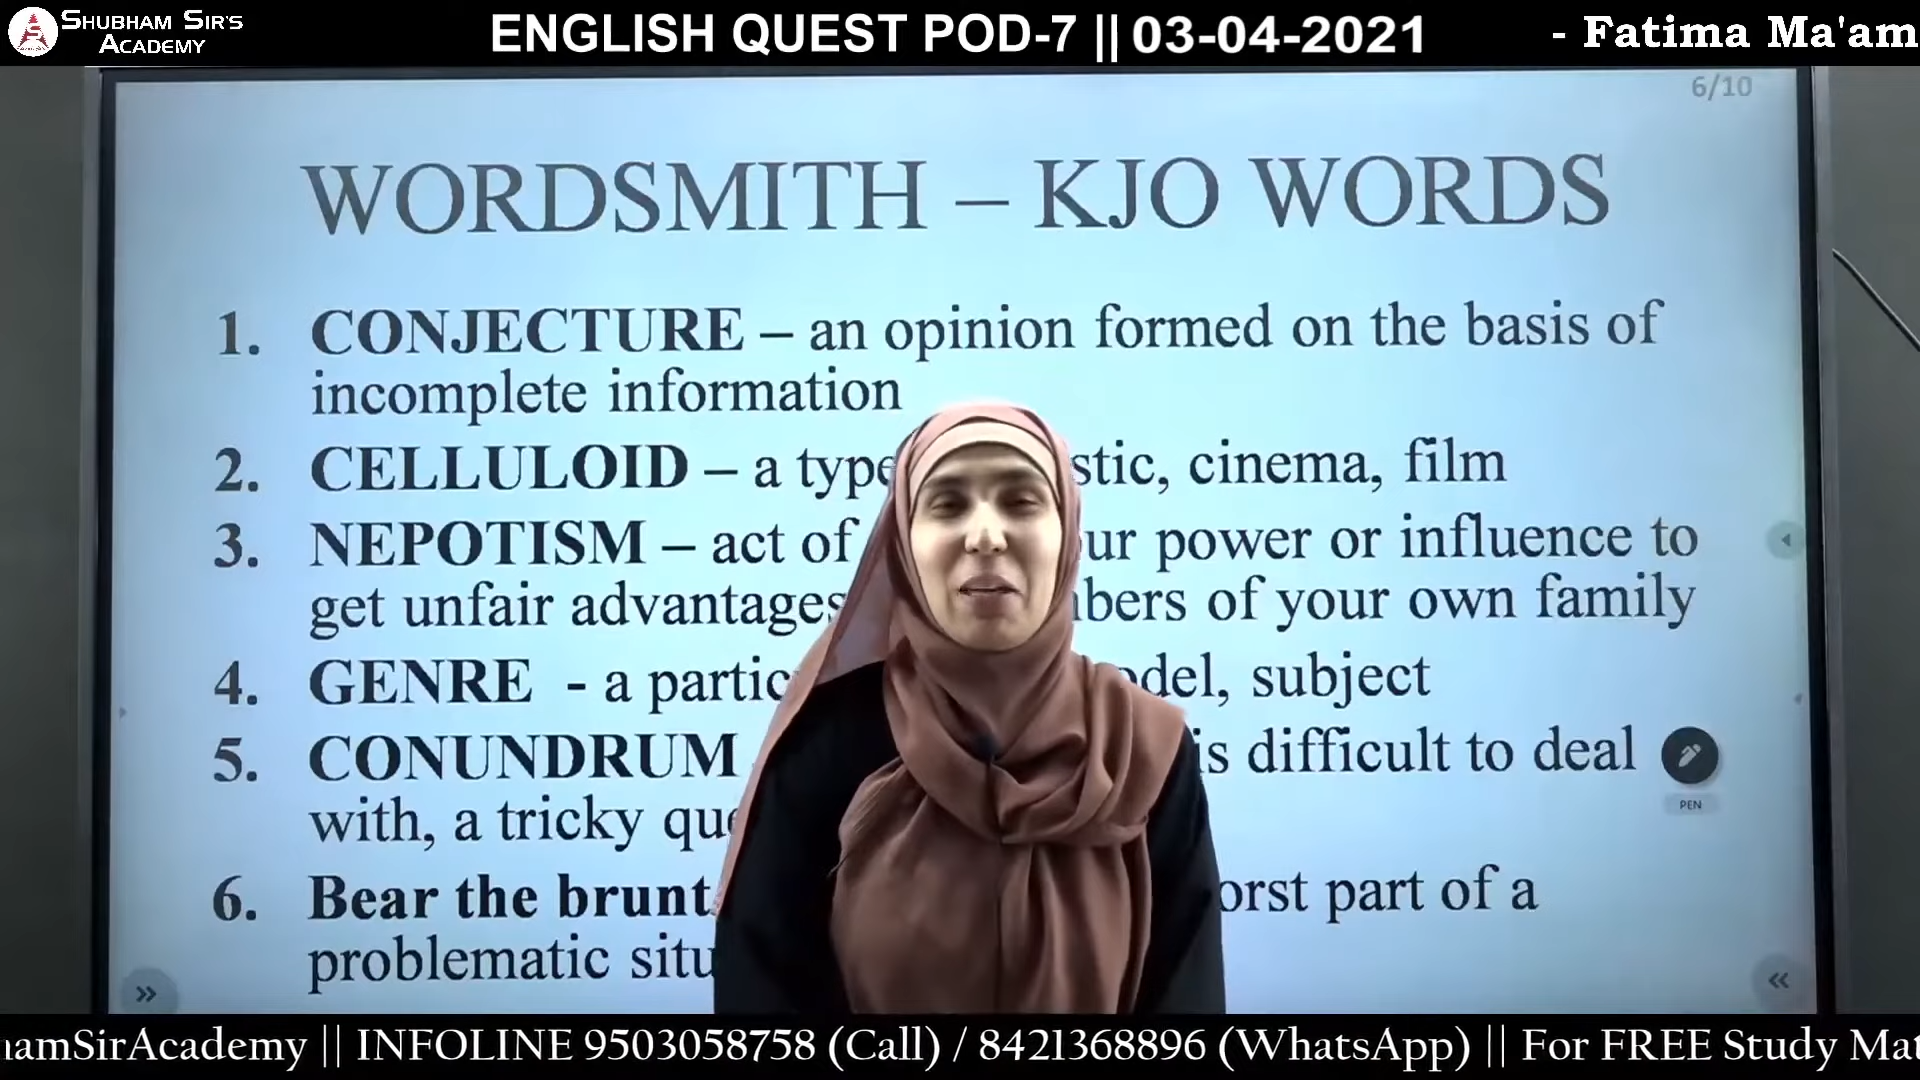 SHUBHAM SIR'S
ACADEMY
ENGLISH QUEST POD-7 || 03-04-2021
- Fatima Ma'am
6/10
WORDSMITH – KJO WORDS
1. CONJECTURE – an opinion formed on the basis of
incomplete information
2. CELLULOID – a type stic, cinema, film
3. NEPOTISM – act of ur power or influence to
get unfair advantages bers of your own family
4. GENRE - a partic odel, subject
5. CONUNDRUM is difficult to deal
with, a tricky que
PEN
6. Bear the brunt orst part of a
problematic situ
hamSirAcademy || INFOLINE 9503058758 (Call) / 8421368896 (WhatsApp) || For FREE Study Mat